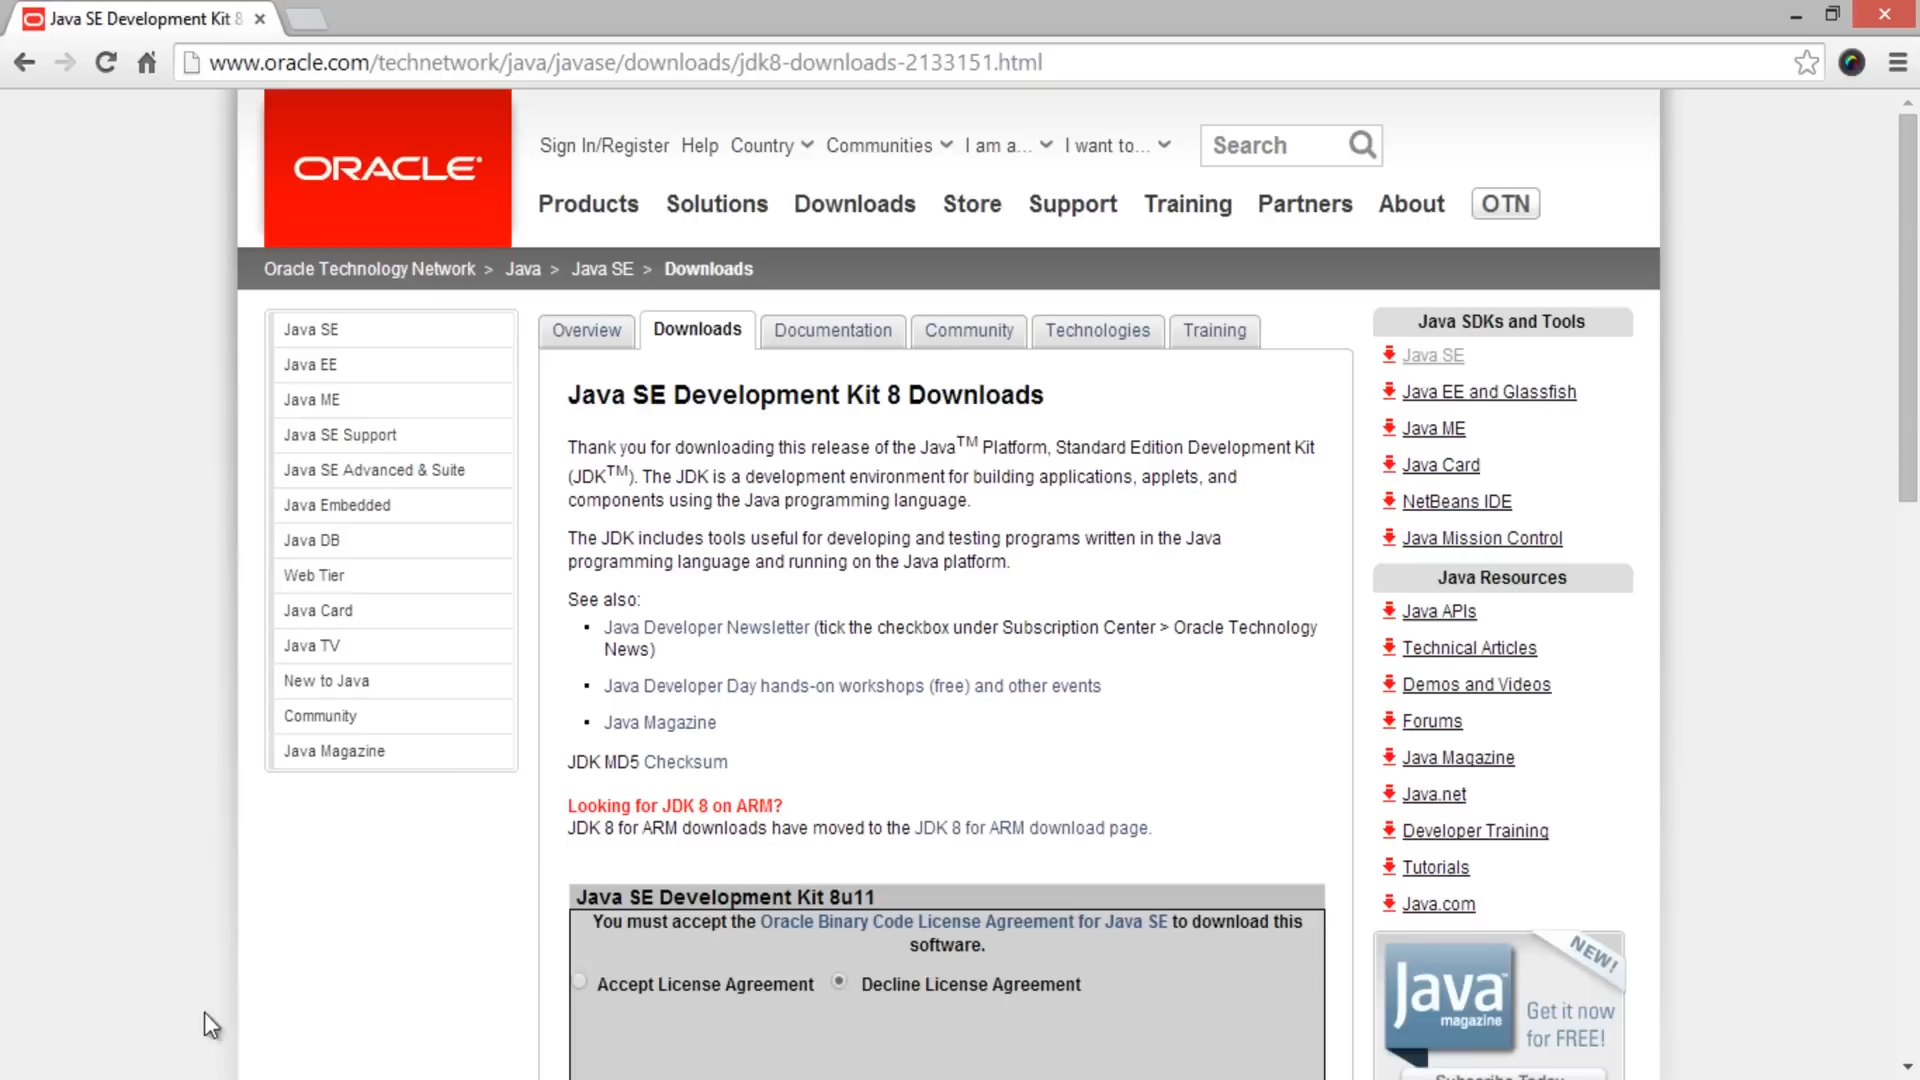 Java SE Development Kit 8
www.oracle.com/technetwork/java/javase/downloads/jdk8-downloads-2133151.html
ORACLE
Sign In/Register Help Country Communities I am a... I want to... Search
Products Solutions Downloads Store Support Training Partners About OTN
Oracle Technology Network > Java > Java SE > Downloads
Java SE
Java EE
Java ME
Java SE Support
Java SE Advanced & Suite
Java Embedded
Java DB
Web Tier
Java Card
Java TV
New to Java
Community
Java Magazine
Overview Downloads Documentation Community Technologies Training
Java SE Development Kit 8 Downloads
Thank you for downloading this release of the Java™ Platform, Standard Edition Development Kit
(JDK™). The JDK is a development environment for building applications, applets, and
components using the Java programming language.
The JDK includes tools useful for developing and testing programs written in the Java
programming language and running on the Java platform.
See also:
▪ Java Developer Newsletter (tick the checkbox under Subscription Center > Oracle Technology
News)
▪ Java Developer Day hands-on workshops (free) and other events
▪ Java Magazine
JDK MD5 Checksum
Looking for JDK 8 on ARM?
JDK 8 for ARM downloads have moved to the JDK 8 for ARM download page.
Java SE Development Kit 8u11
You must accept the Oracle Binary Code License Agreement for Java SE to download this
software.
Accept License Agreement Decline License Agreement
Java SDKs and Tools
Java SE
Java EE and Glassfish
Java ME
Java Card
NetBeans IDE
Java Mission Control
Java Resources
Java APIs
Technical Articles
Demos and Videos
Forums
Java Magazine
Java.net
Developer Training
Tutorials
Java.com
NEW!
Java™
magazine
Get it now
for FREE!
Subscribe Today